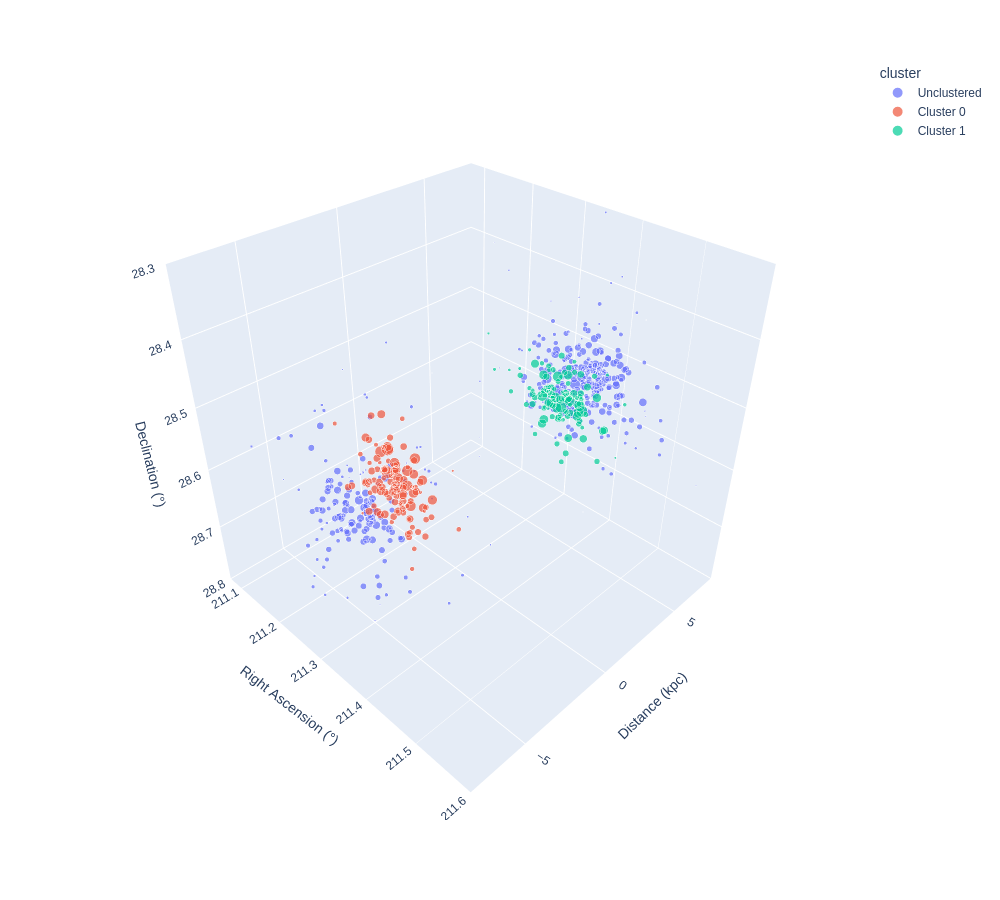 cluster
Unclustered
Cluster 0
Cluster 1
28.3
28.4
28.5
28.6
28.7
28.8
Declination (°)
211.1
211.2
211.3
211.4
211.5
211.6
Right Ascension (°)
−5
0
5
Distance (kpc)